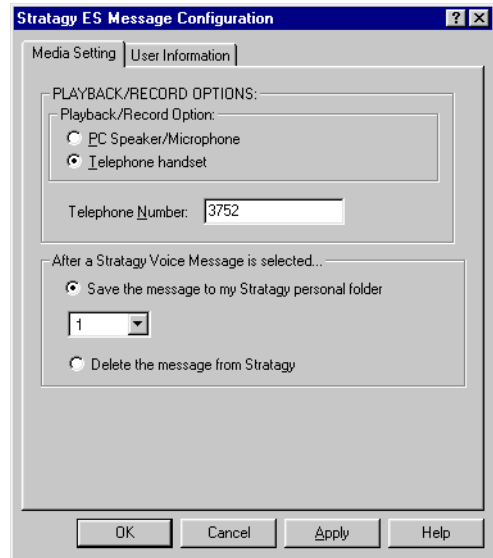 Stratagy ES Message Configuration
Media Setting User Information
PLAYBACK/RECORD OPTIONS:
Playback/Record Option:
PC Speaker/Microphone
Telephone handset
Telephone Number: 3752
After a Stratagy Voice Message is selected...
Save the message to my Stratagy personal folder
1
Delete the message from Stratagy
OK Cancel Apply Help